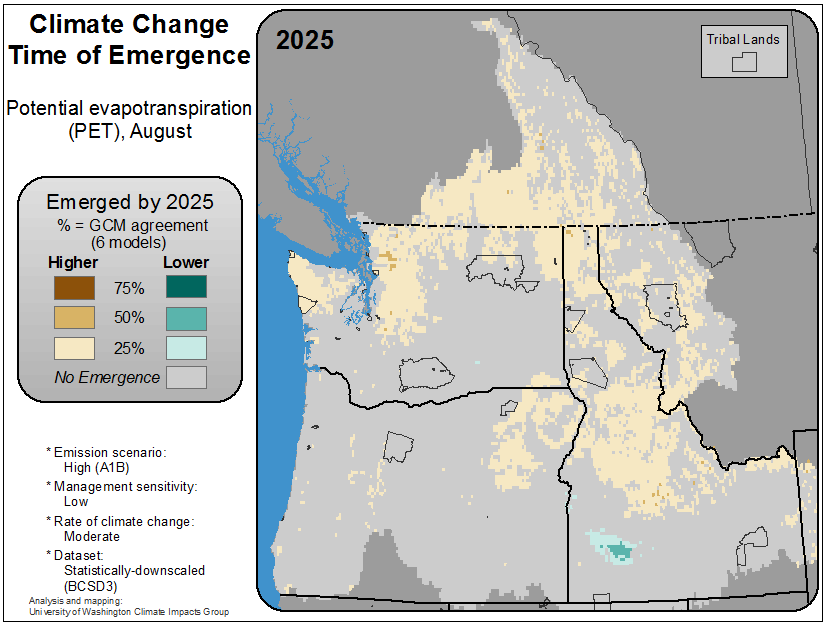 Climate Change
Time of Emergence
Potential evapotranspiration
(PET), August
Emerged by 2025
% = GCM agreement
(6 models)
Higher Lower
75%
50%
25%
No Emergence
* Emission scenario:
High (A1B)
* Management sensitivity:
Low
* Rate of climate change:
Moderate
* Dataset:
Statistically-downscaled
(BCSD3)
Analysis and mapping:
University of Washington Climate Impacts Group
2025
Tribal Lands